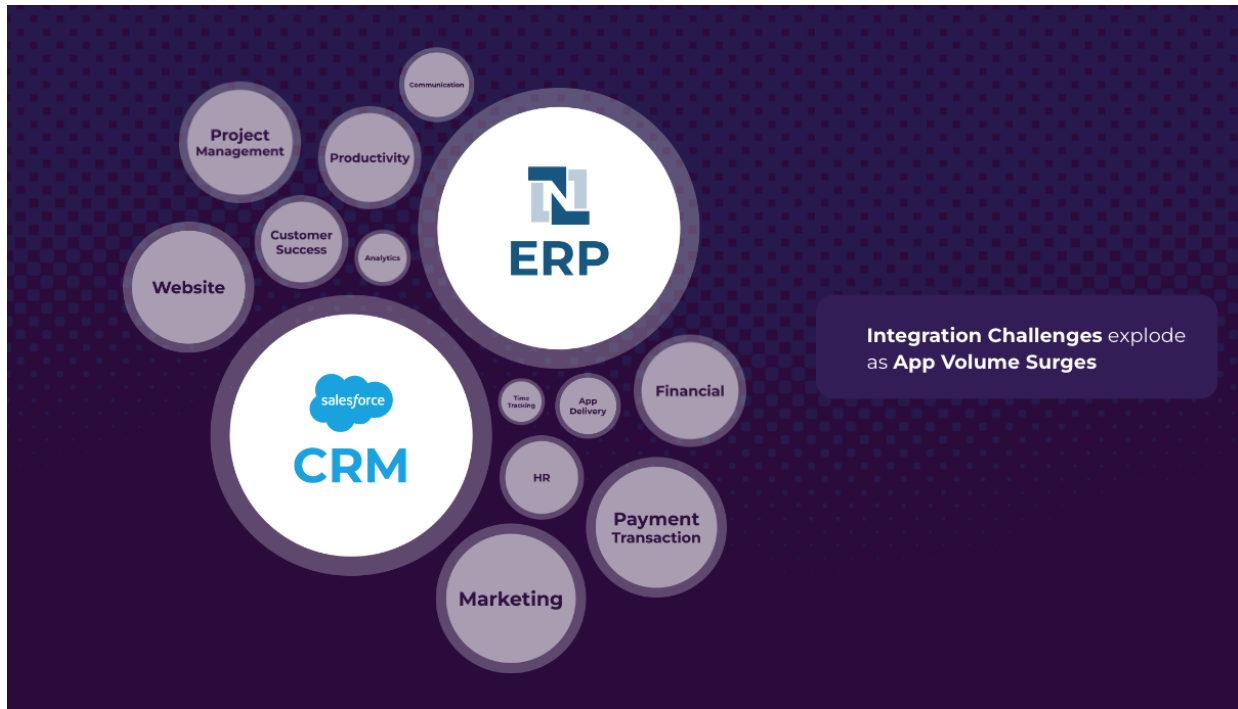 Communication
Project
Management
Productivity
Customer
Success
Analytics
Website
N
ERP
salesforce
CRM
Time
Tracking
App
Delivery
Financial
HR
Payment
Transaction
Marketing
Integration Challenges explode
as App Volume Surges